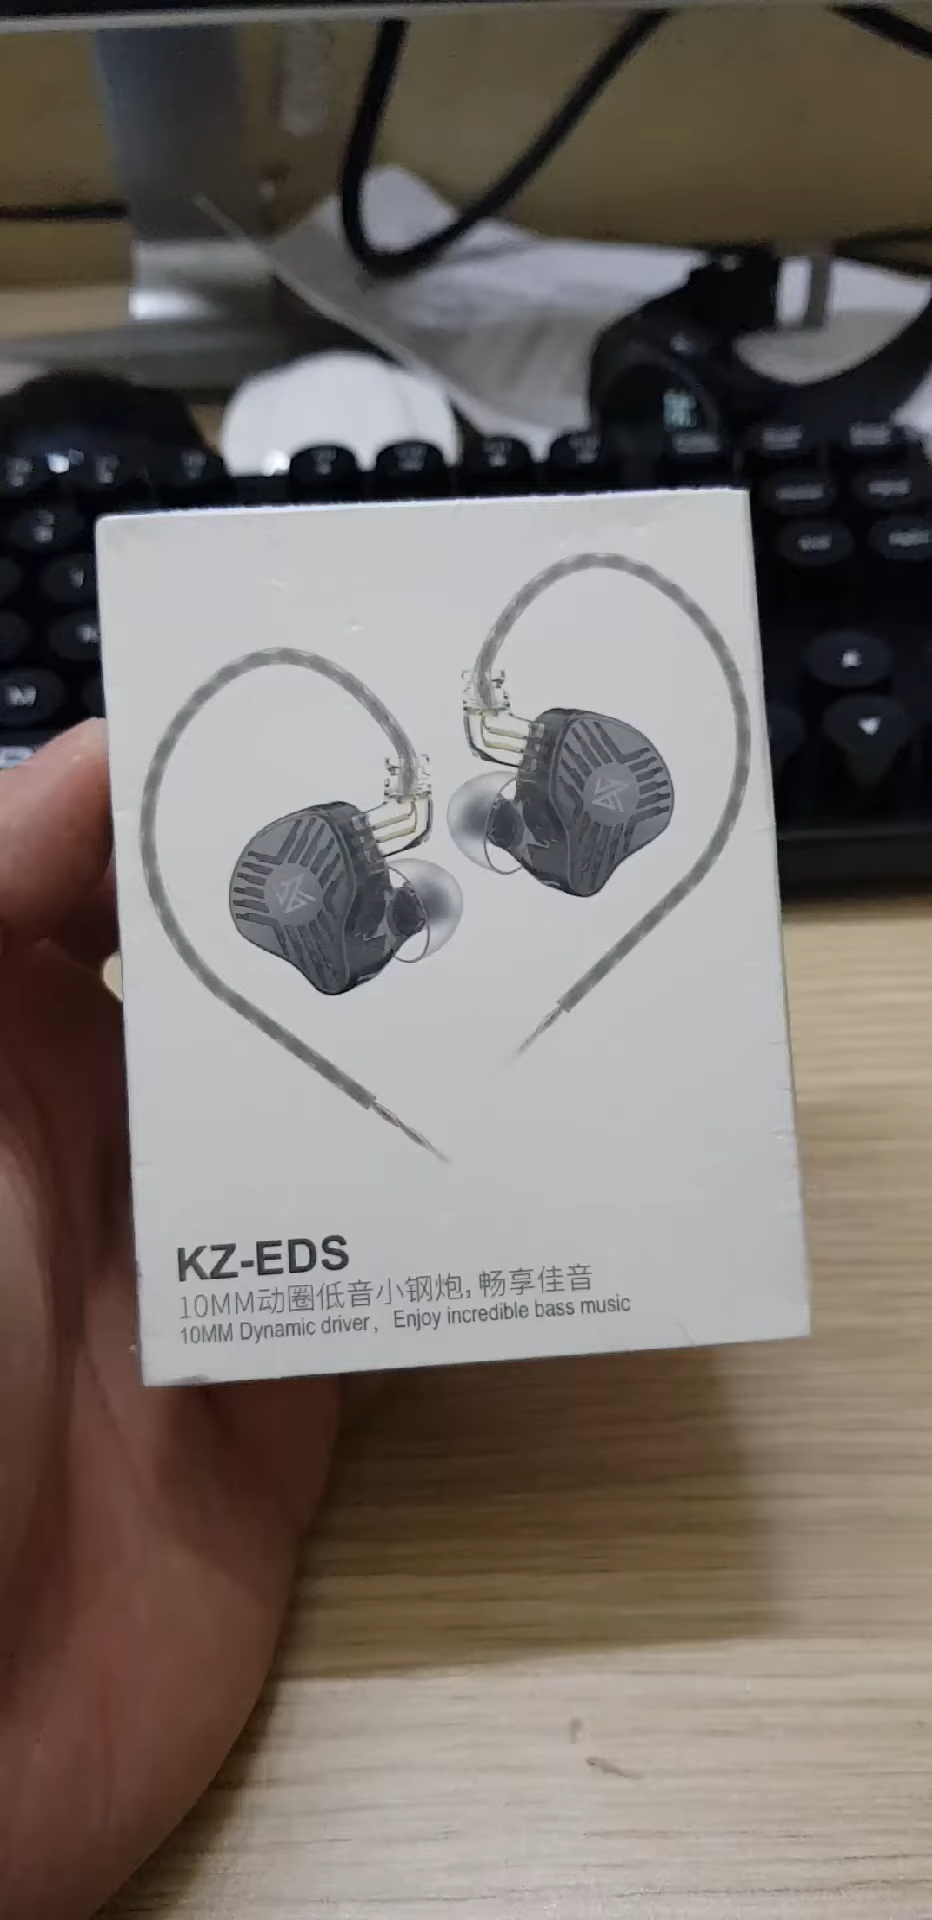 KZ-EDS
10MM动圈低音小钢炮, 畅享佳音
10MM Dynamic driver, Enjoy incredible bass music